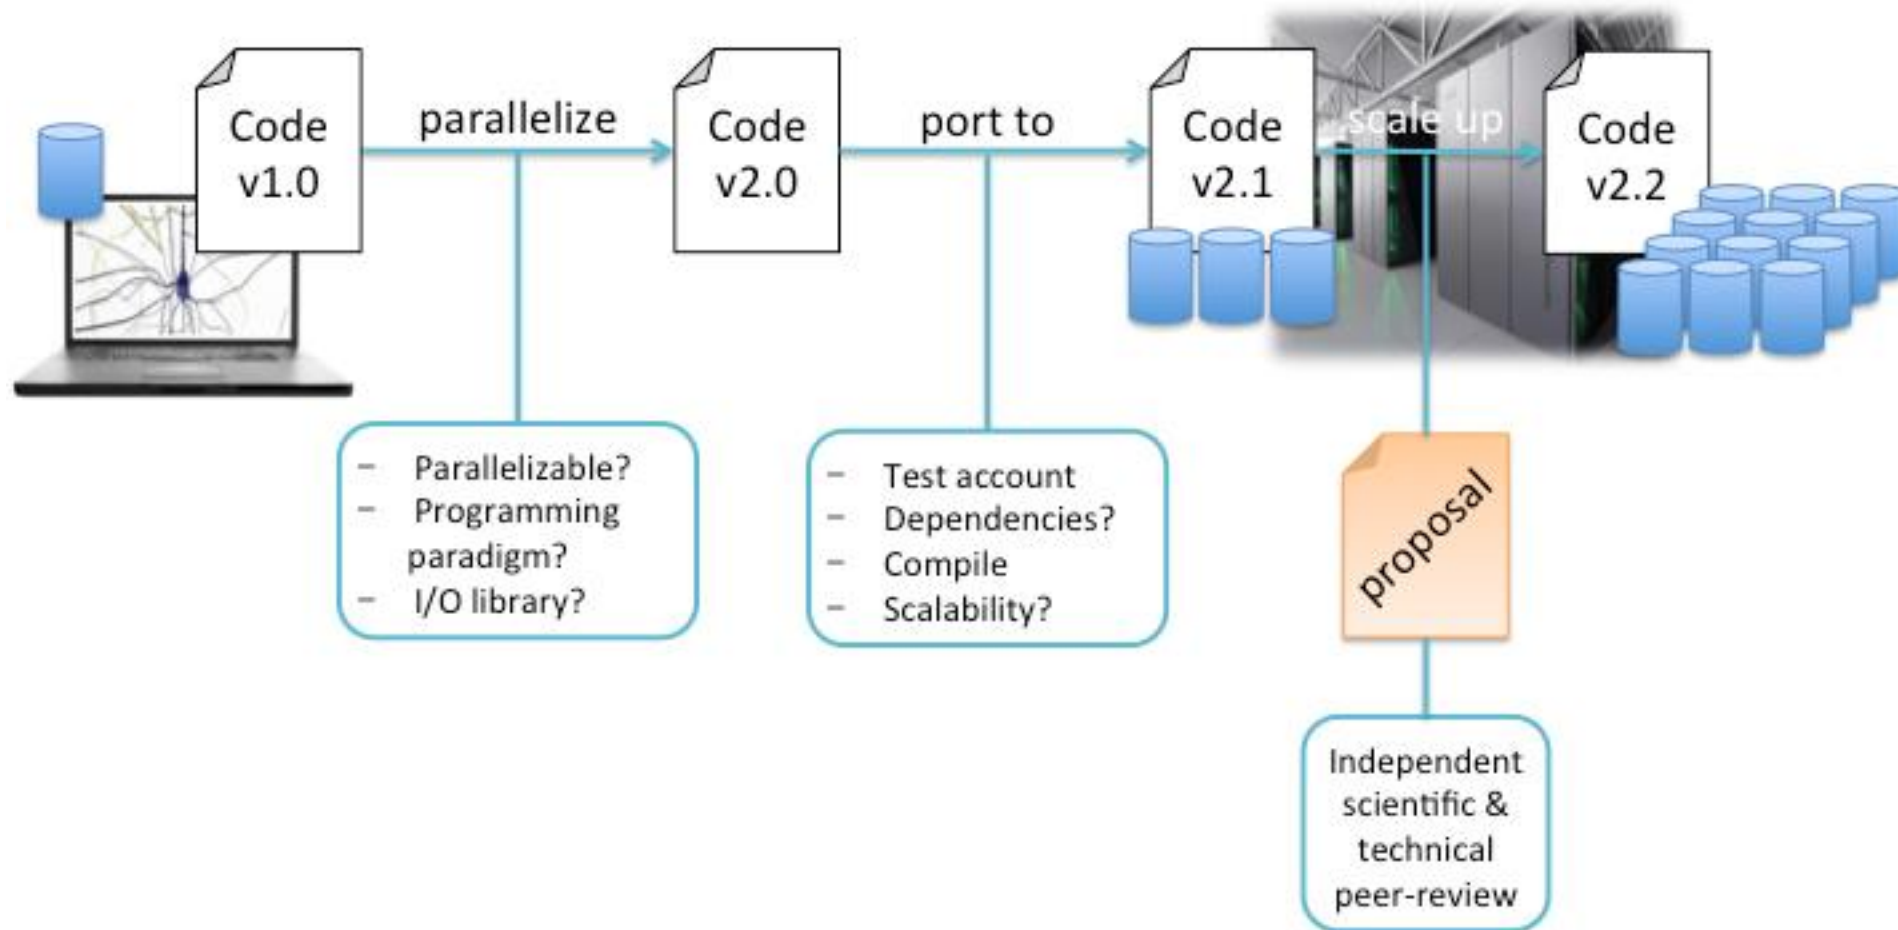 Code
v1.0
parallelize
Code
v2.0
port to
Code
v2.1
scale up
Code
v2.2
– Parallelizable?
– Programming
paradigm?
– I/O library?
– Test account
– Dependencies?
– Compile
– Scalability?
proposal
Independent
scientific &
technical
peer-review